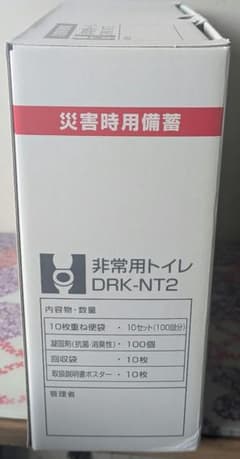 災害時用備蓄
非常用トイレ
DRK-NT2
内容物・数量
10枚重ね便袋・10セット(100回分)
凝固剤(抗菌・消臭性)・100個
回収袋・10枚
取扱説明書ポスター・10枚
管理者